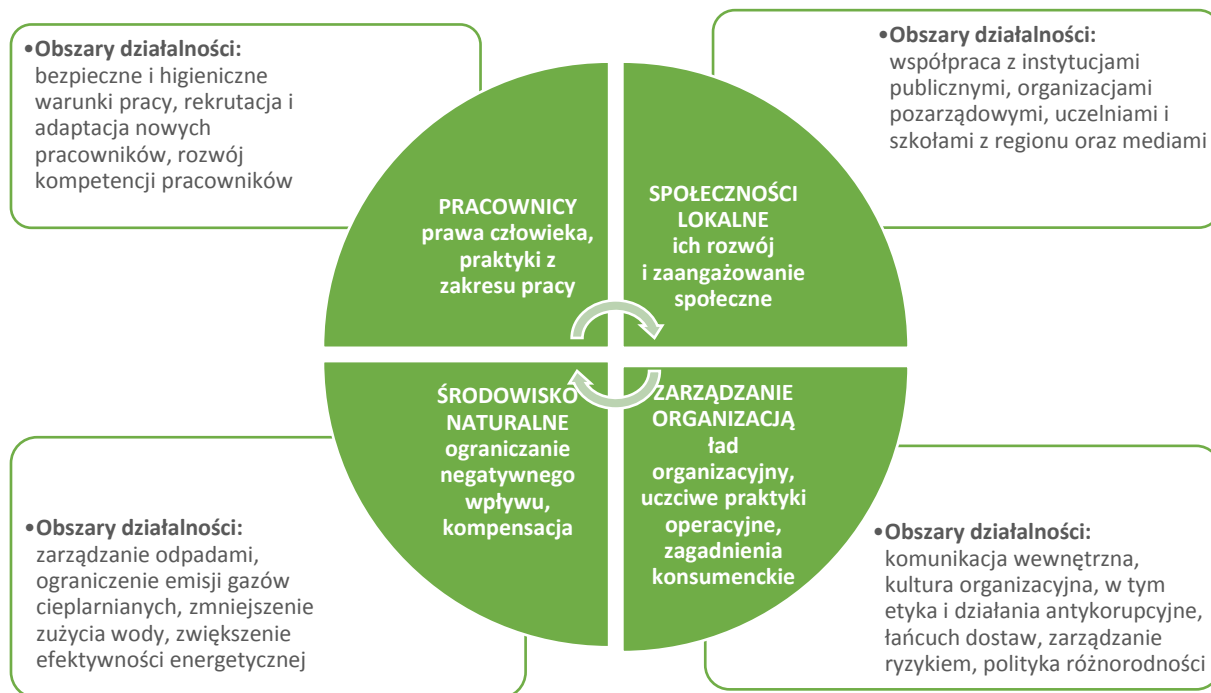 •Obszary działalności:
bezpieczne i higieniczne
warunki pracy, rekrutacja i
adaptacja nowych
pracowników, rozwój
kompetencji pracowników
•Obszary działalności:
współpraca z instytucjami
publicznymi, organizacjami
pozarządowymi, uczelniami i
szkołami z regionu oraz mediami
PRACOWNICY
prawa człowieka,
praktyki z
zakresu pracy
SPOŁECZNOŚCI
LOKALNE
ich rozwój
i zaangażowanie
społeczne
ŚRODOWISKO
NATURALNE
ograniczanie
negatywnego
wpływu,
kompensacja
ZARZĄDZANIE
ORGANIZACJĄ
ład
organizacyjny,
uczciwe praktyki
operacyjne,
zagadnienia
konsumenckie
•Obszary działalności:
zarządzanie odpadami,
ograniczenie emisji gazów
cieplarnianych, zmniejszenie
zużycia wody, zwiększenie
efektywności energetycznej
•Obszary działalności:
komunikacja wewnętrzna,
kultura organizacyjna, w tym
etyka i działania antykorupcyjne,
łańcuch dostaw, zarządzanie
ryzykiem, polityka różnorodności